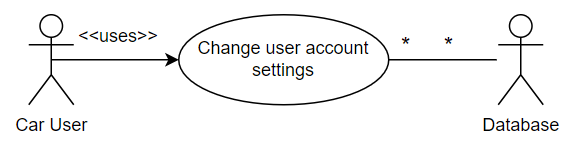 <<uses>>
Change user account
settings
* *
Car User
Database